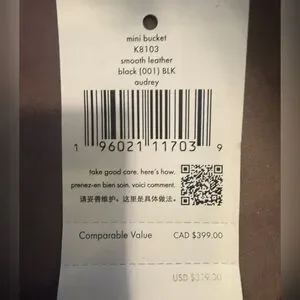 mini bucket
K8103
smooth leather
black (001) BLK
audrey
1 96021 11703 9
take good care. here's how.
prenez-en bien soin. voici comment.
请妥善维护。这里是具体做法。
Comparable Value CAD $399.00
USD